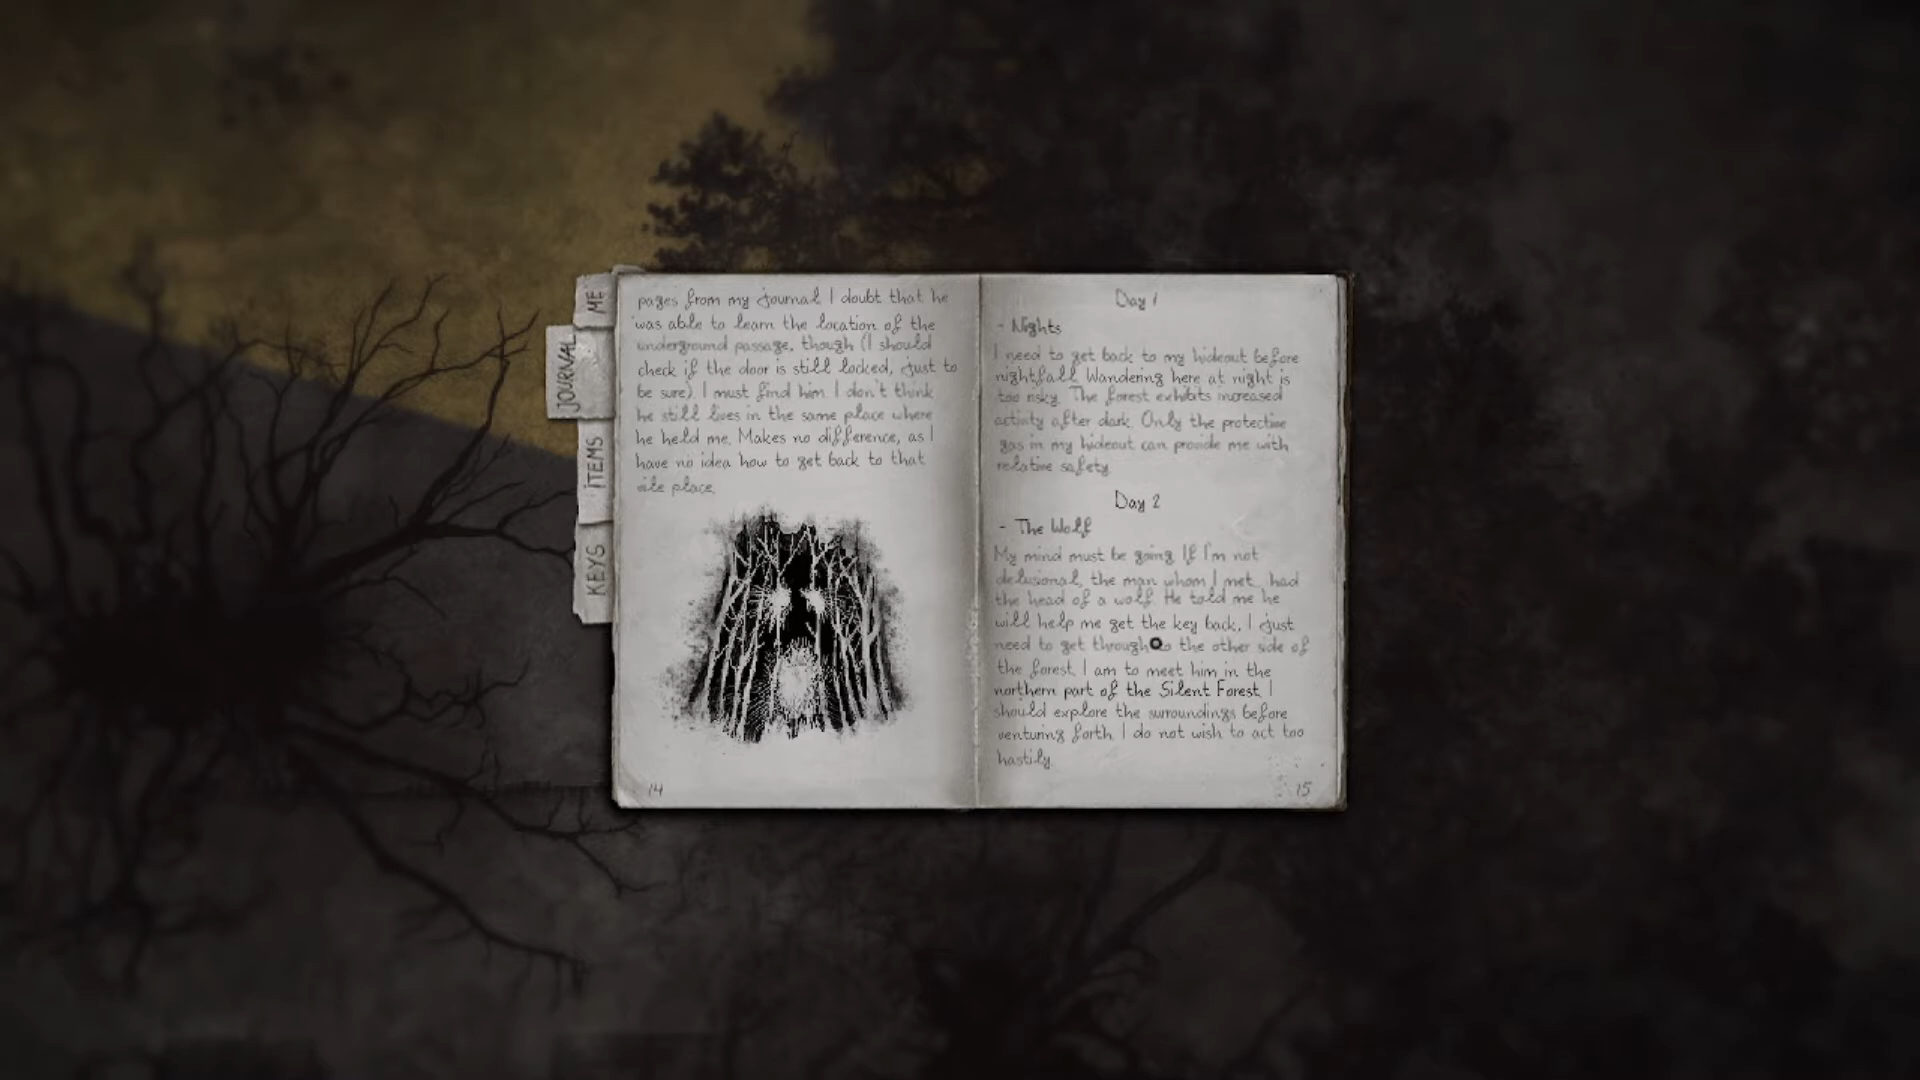 ME
JOURNAL
ITEMS
KEYS
pages from my journal. I doubt that he
was able to learn the location of the
underground passage, though (I should
check if the door is still locked, just to
be sure). I must find him. I don't think
he still lives in the same place where
he held me. Makes no difference, as I
have no idea how to get back to that
vile place.
14
Day 1
- Nights
I need to get back to my hideout before
nightfall. Wandering here at night is
too risky. The forest exhibits increased
activity after dark. Only the protective
gas in my hideout can provide me with
relative safety.
Day 2
- The Wolf
My mind must be going. If I'm not
delusional, the man whom I met, had
the head of a wolf. He told me he
will help me get the key back, I just
need to get through to the other side of
the forest. I am to meet him in the
northern part of the Silent Forest. I
should explore the surroundings before
venturing forth. I do not wish to act too
hastily.
15